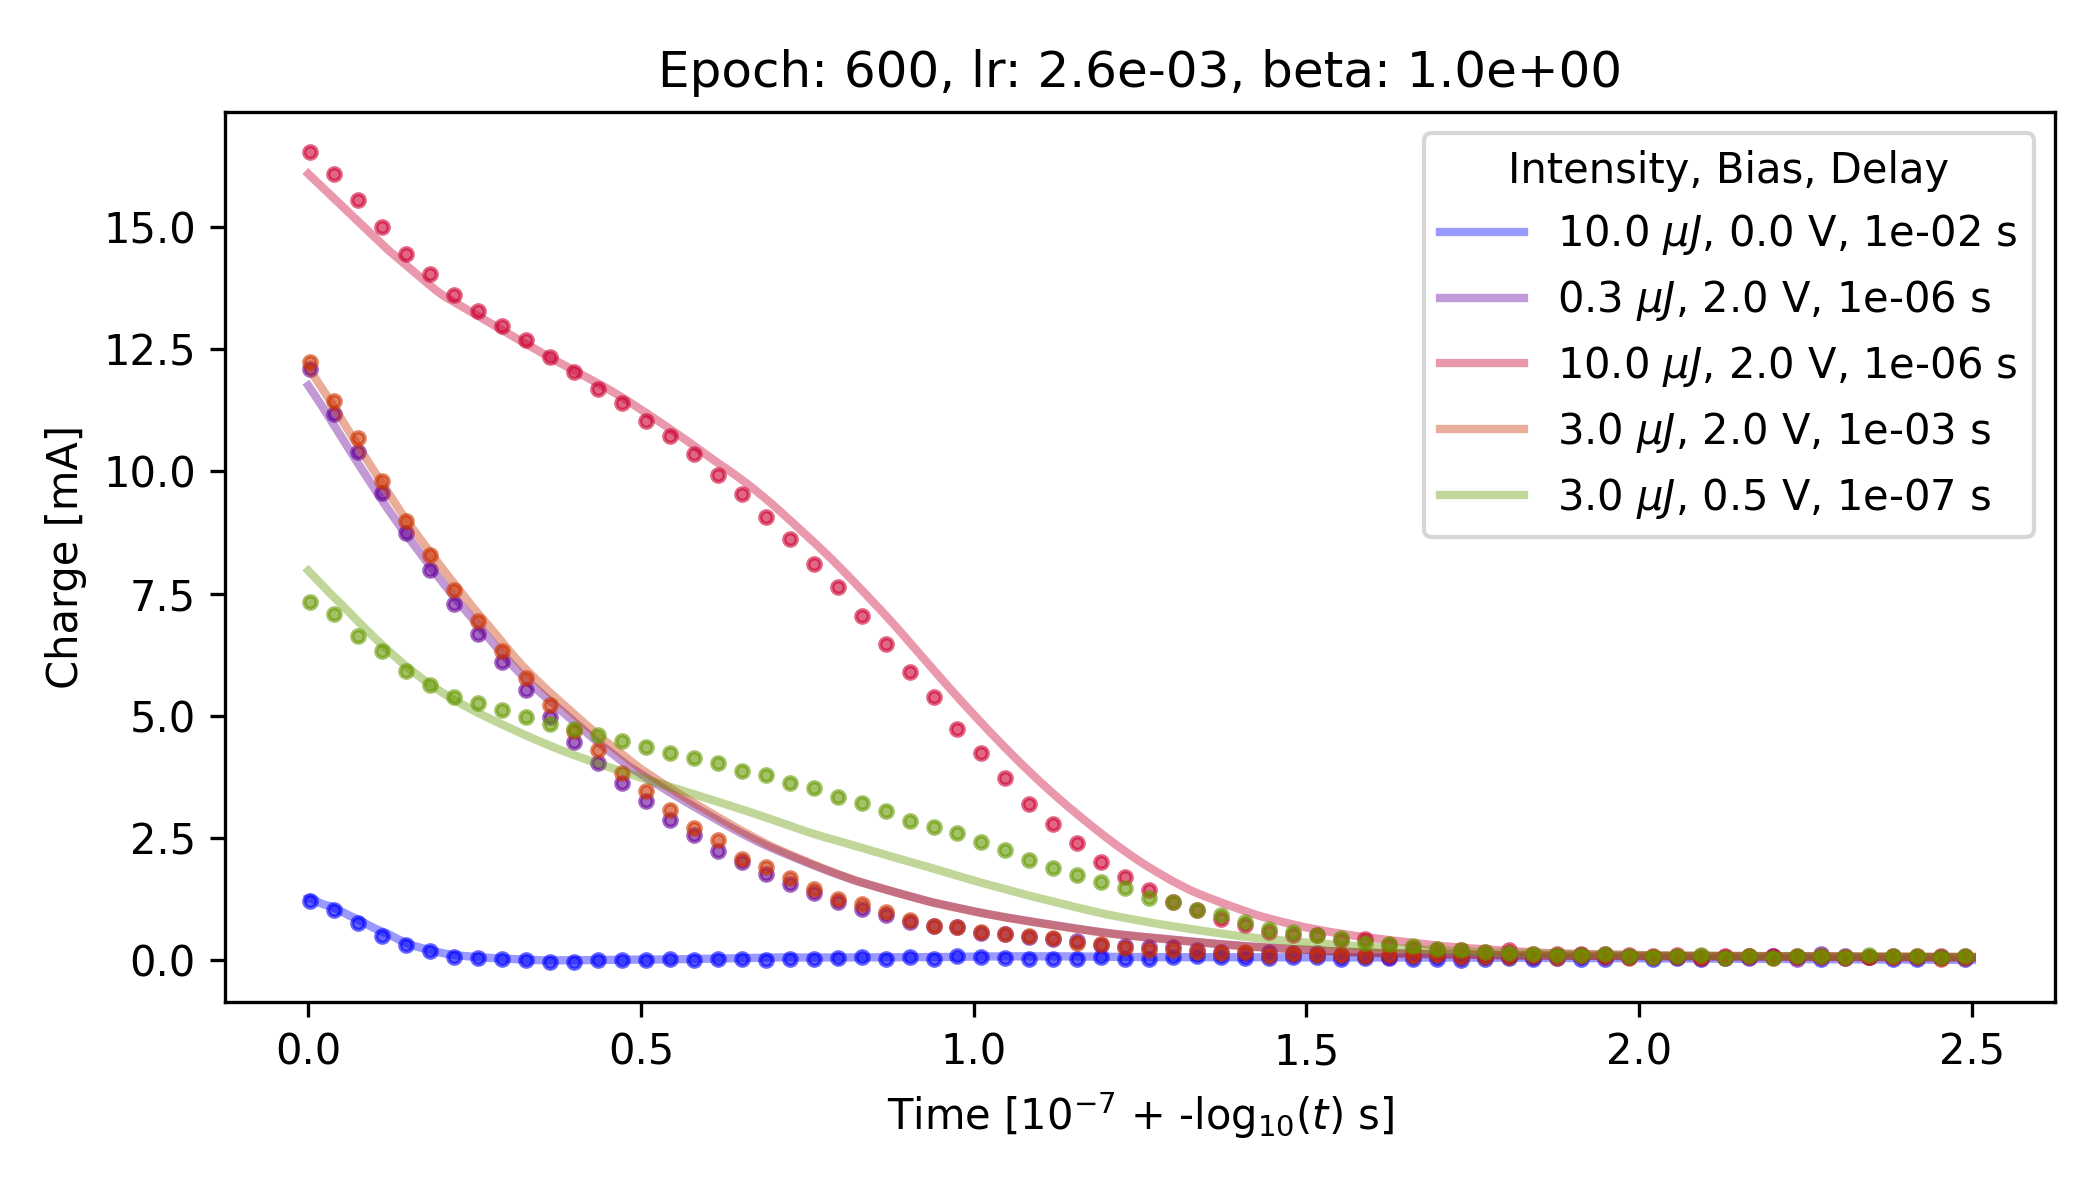 Epoch: 600, lr: 2.6e-03, beta: 1.0e+00
Intensity, Bias, Delay
10.0 μJ, 0.0 V, 1e-02 s
0.3 μJ, 2.0 V, 1e-06 s
10.0 μJ, 2.0 V, 1e-06 s
3.0 μJ, 2.0 V, 1e-03 s
3.0 μJ, 0.5 V, 1e-07 s
Charge [mA]
15.0
12.5
10.0
7.5
5.0
2.5
0.0
0.0 0.5 1.0 1.5 2.0 2.5
Time [10⁻⁷ + -log₁₀(t) s]